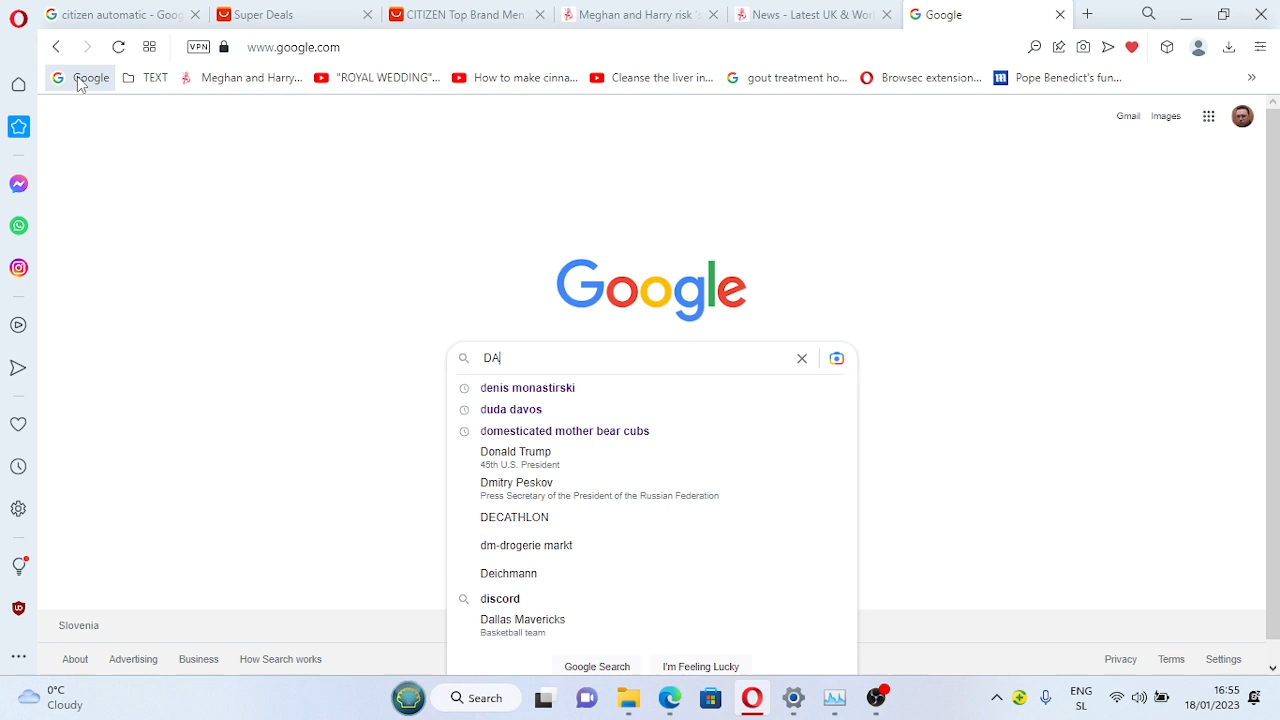 citizen automatic - Goog
Super Deals
CITIZEN Top Brand Men
Meghan and Harry risk 's
News - Latest UK & Worl
Google
VPN
www.google.com
Google
TEXT
Meghan and Harry...
"ROYAL WEDDING"...
How to make cinna...
Cleanse the liver in...
gout treatment ho...
Browsec extension...
Pope Benedict's fun...
Gmail
Images
Google
DA
denis monastirski
duda davos
domesticated mother bear cubs
Donald Trump
45th U.S. President
Dmitry Peskov
Press Secretary of the President of the Russian Federation
DECATHLON
dm-drogerie markt
Deichmann
discord
Dallas Mavericks
Basketball team
Google Search
I'm Feeling Lucky
Slovenia
About
Advertising
Business
How Search works
Privacy
Terms
Settings
0°C
Cloudy
Search
ENG
SL
16:55
18/01/2023